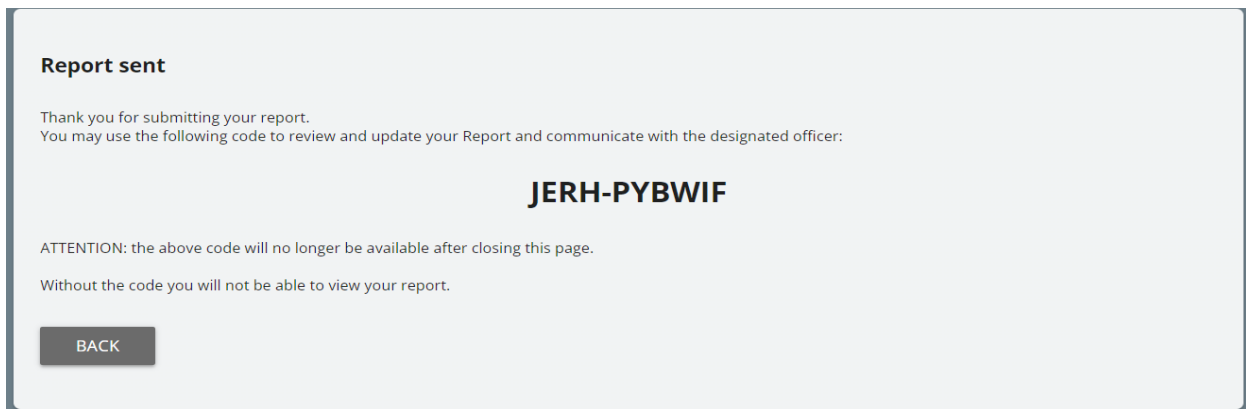 Report sent
Thank you for submitting your report.
You may use the following code to review and update your Report and communicate with the designated officer:
JERH-PYBWIF
ATTENTION: the above code will no longer be available after closing this page.
Without the code you will not be able to view your report.
BACK